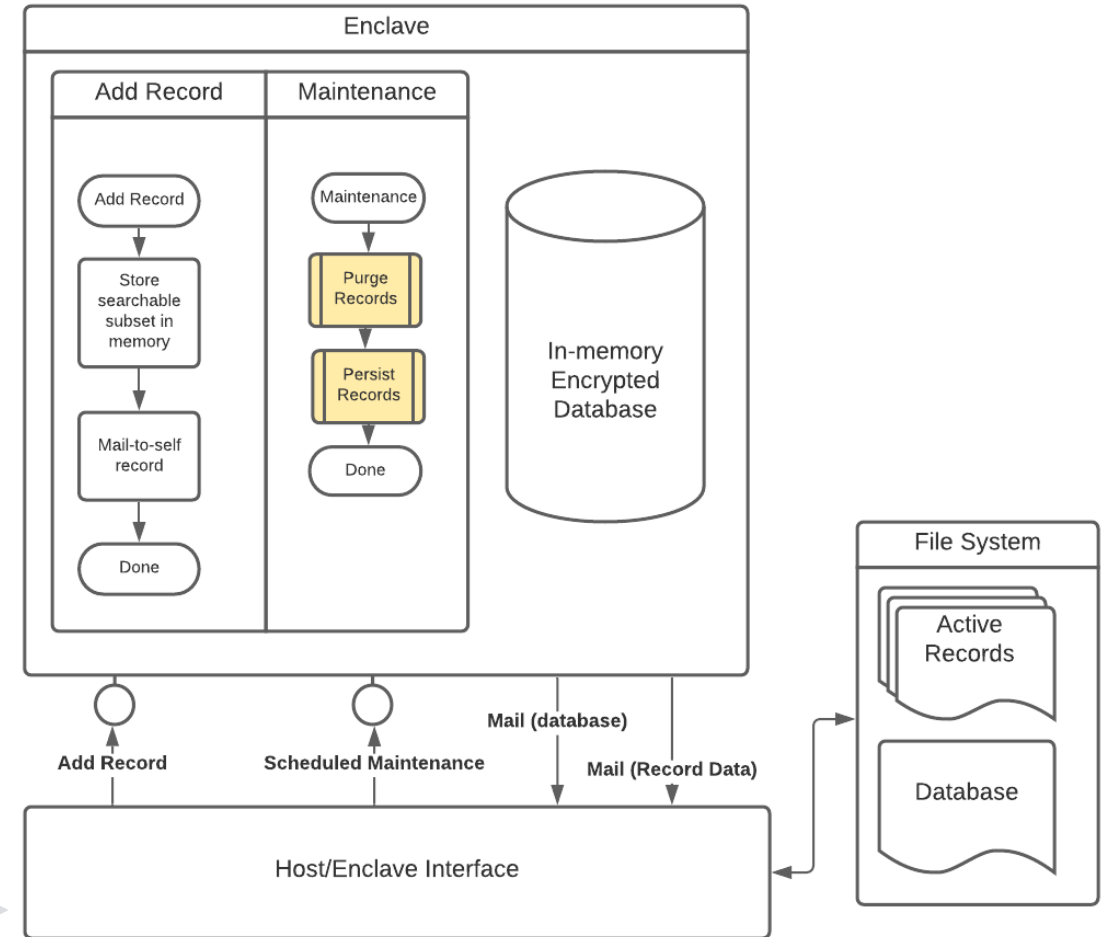 Enclave
Add Record
Maintenance
Add Record
Store
searchable
subset in
memory
Mail-to-self
record
Done
Maintenance
Purge
Records
Persist
Records
Done
In-memory
Encrypted
Database
File System
Active
Records
Database
Add Record
Scheduled Maintenance
Mail (database)
Mail (Record Data)
Host/Enclave Interface